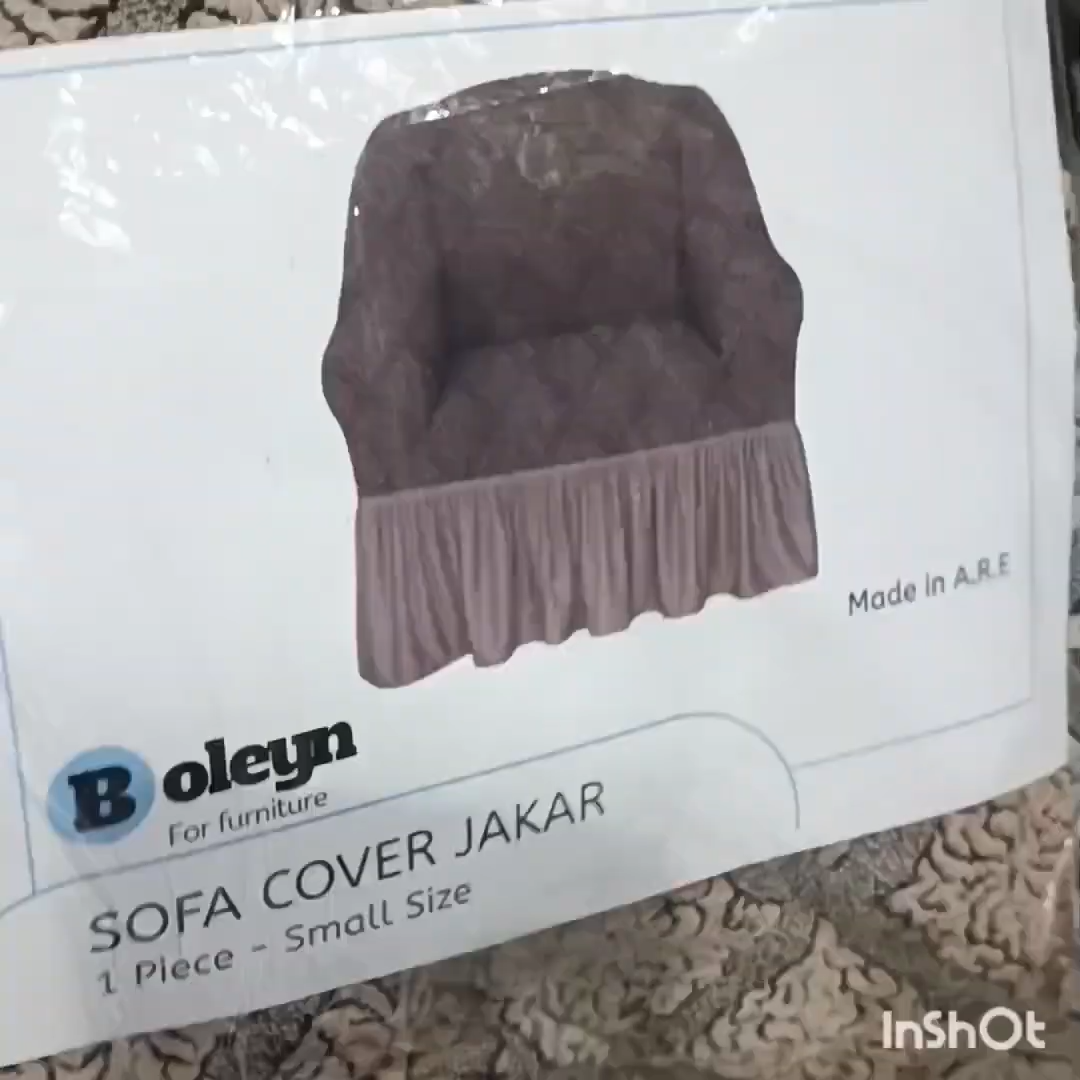 Made in A.R.E
Boleyn
For furniture
SOFA COVER JAKAR
1 Piece - Small Size
InShOt